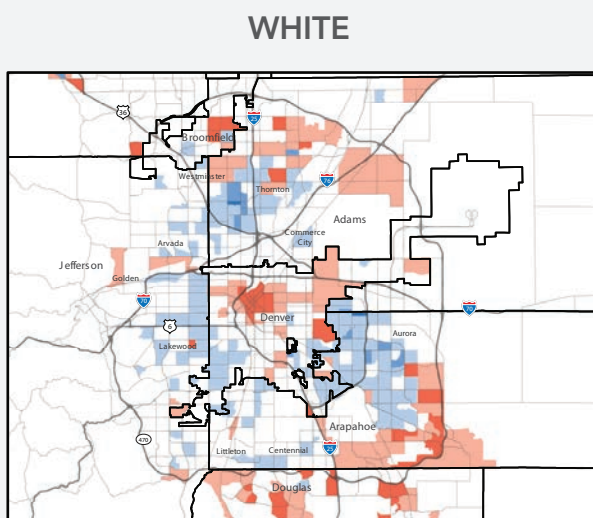 WHITE
36
25
Broomfield
Westminster
70
Thornton
Adams
Commerce
City
Arvada
Jefferson
Golden
70
70
6
Denver
Aurora
Lakewood
Arapahoe
470
Littleton
Centennial
25
Douglas